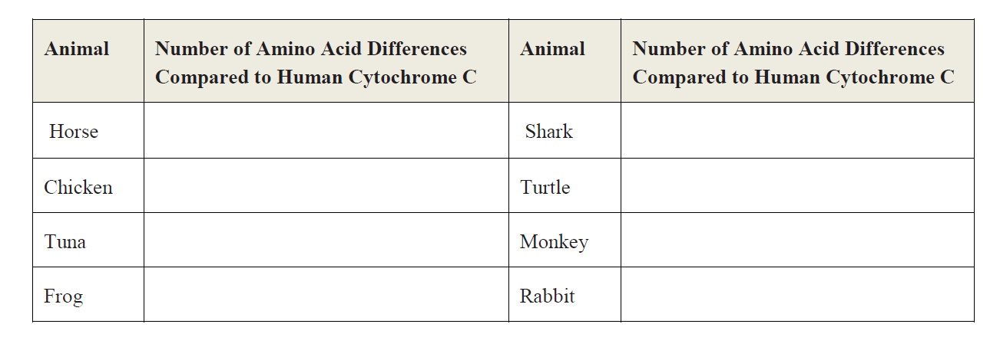 Animal
Number of Amino Acid Differences
Compared to Human Cytochrome C
Animal
Number of Amino Acid Differences
Compared to Human Cytochrome C
Horse
Shark
Chicken
Turtle
Tuna
Monkey
Frog
Rabbit